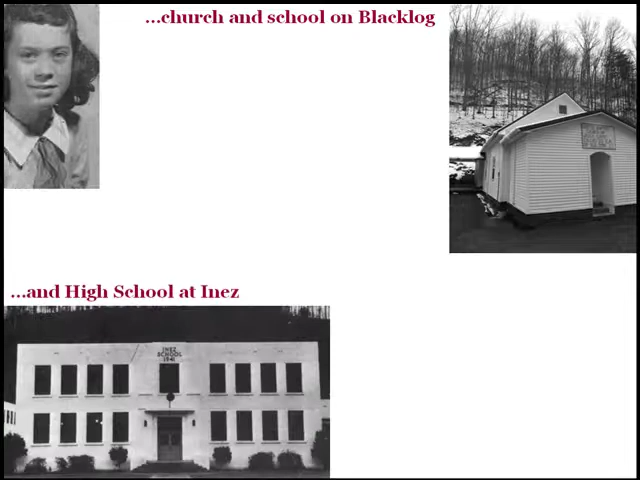 ...church and school on Blacklog
...and High School at Inez
INEZ
SCHOOL
1941